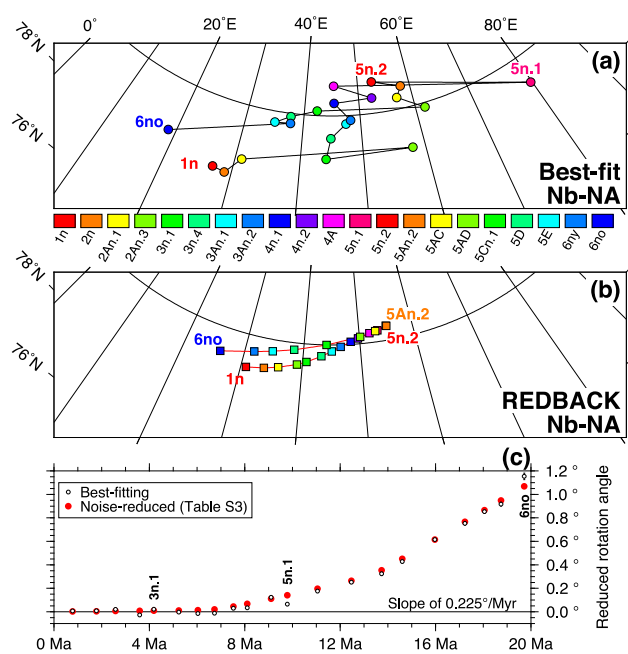 0°E 20°E 40°E 60°E 80°E
78°N
76°N
(a)
5n.2
5n.1
6no
1n
Best-fit
Nb-NA
1n 2n 2An.1 2An.3 3n.1 3n.4 3An.1 3An.2 4n.1 4n.2 4A 5n.1 5n.2 5An.2 5AC 5AD 5Cn.1 5D 5E 6ny 6no
78°N
76°N
(b)
5An.2
5n.2
6no
1n
REDBACK
Nb-NA
(c)
Best-fitting
Noise-reduced (Table S3)
3n.1
5n.1
6no
Slope of 0.225°/Myr
1.2 °
1.0 °
0.8 °
0.6 °
0.4 °
0.2 °
0.0 °
Reduced rotation angle
0 Ma 4 Ma 8 Ma 12 Ma 16 Ma 20 Ma